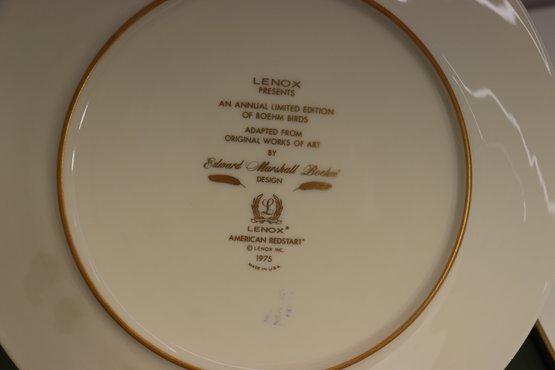 LENOX
PRESENTS
AN ANNUAL LIMITED EDITION
OF BOEHM BIRDS
ADAPTED FROM
ORIGINAL WORKS OF ART
BY
Edward Marshall Boehm
DESIGN
L
LENOX®
AMERICAN REDSTART*
© LENOX INC.
1975
MADE IN U.S.A.